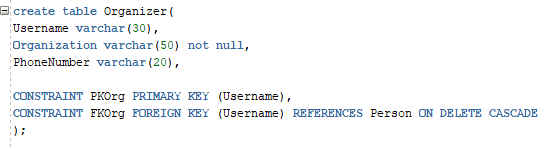 create table Organizer(
Username varchar(30),
Organization varchar(50) not null,
PhoneNumber varchar(20),
CONSTRAINT PKOrg PRIMARY KEY (Username),
CONSTRAINT FKOrg FOREIGN KEY (Username) REFERENCES Person ON DELETE CASCADE
);